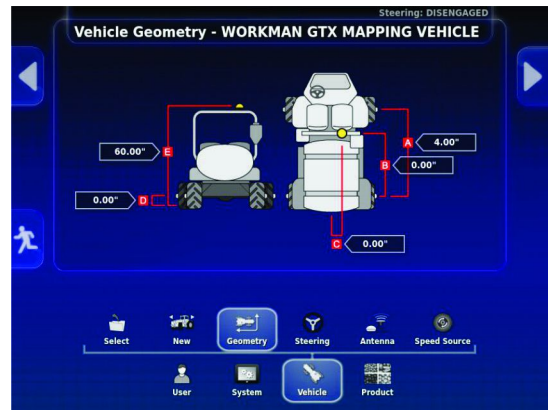 Steering: DISENGAGED
Vehicle Geometry - WORKMAN GTX MAPPING VEHICLE
60.00" E
A 4.00"
B 0.00"
0.00" D
C 0.00"
Select New Geometry Steering Antenna Speed Source
User System Vehicle Product